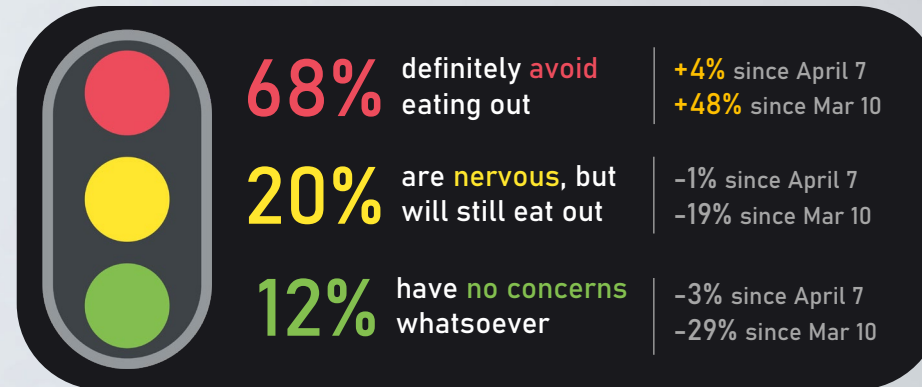 68%
definitely avoid
eating out
+4% since April 7
+48% since Mar 10
20%
are nervous, but
will still eat out
-1% since April 7
-19% since Mar 10
12%
have no concerns
whatsoever
-3% since April 7
-29% since Mar 10